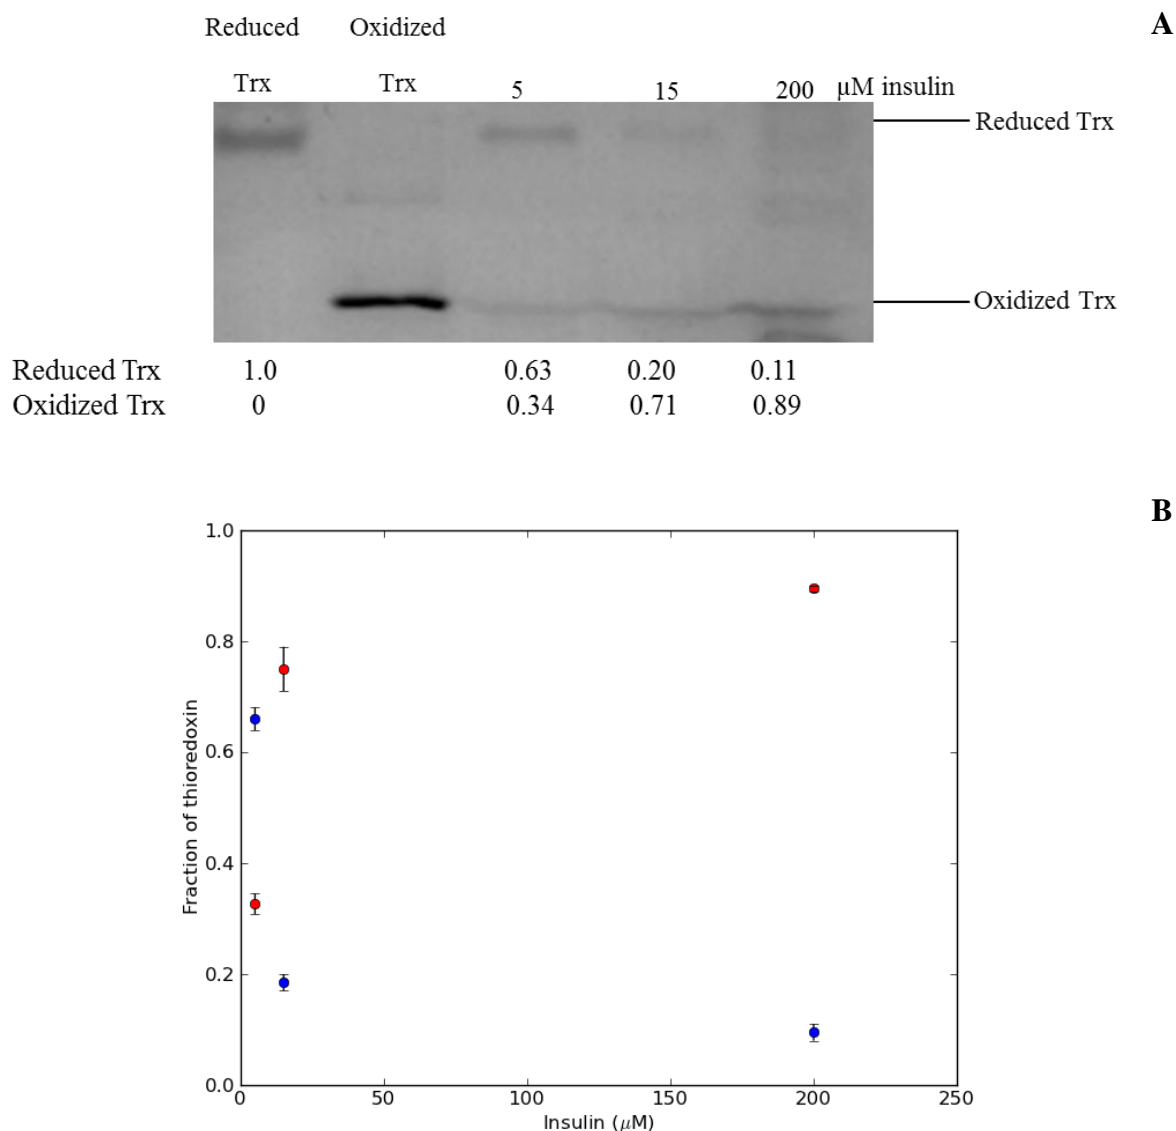 A
Reduced Oxidized
Trx Trx 5 15 200 μM insulin
Reduced Trx
Oxidized Trx
Reduced Trx 1.0 0.63 0.20 0.11
Oxidized Trx 0 0.34 0.71 0.89
B
1.0
0.8
0.6
0.4
0.2
0.0
Fraction of thioredoxin
0 50 100 150 200 250
Insulin (μM)